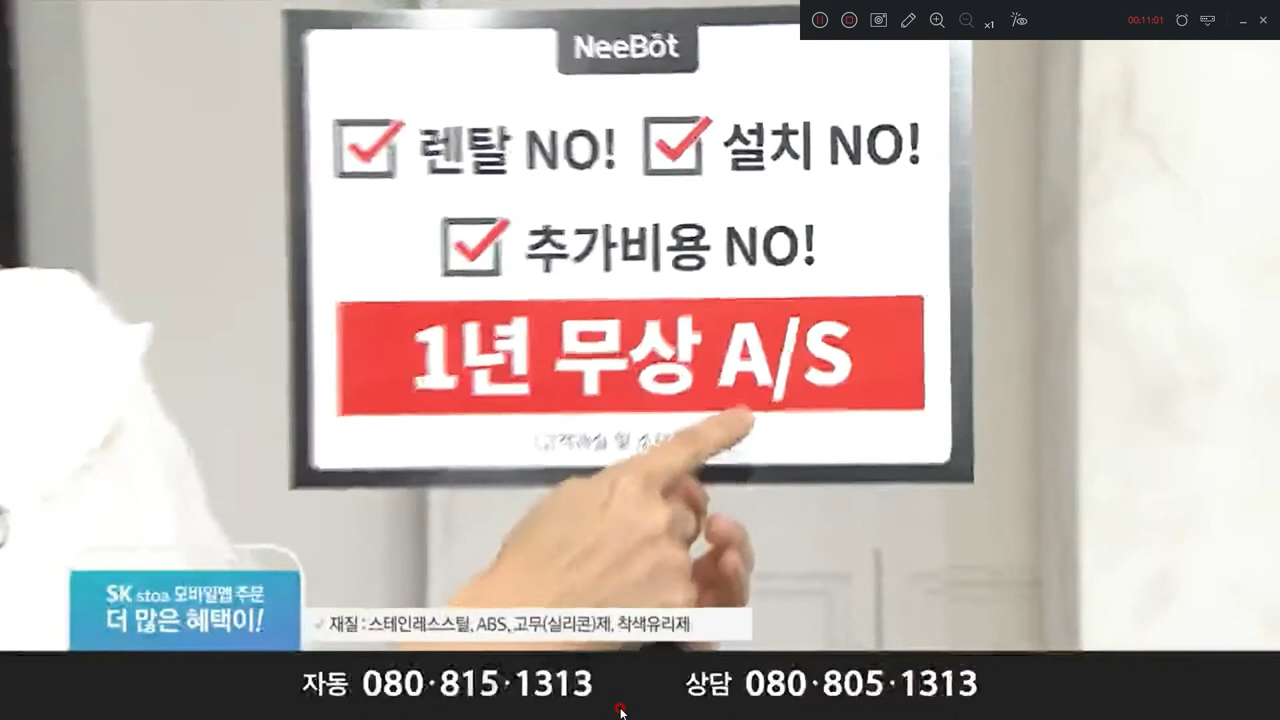 00:11:01
x1
NeeBot
렌탈 NO! 설치 NO!
추가비용 NO!
1년 무상 A/S
SK stoa 모바일앱 주문
더 많은 혜택이!
재질 : 스테인레스스틸, ABS, 고무(실리콘)제, 착색유리제
자동 080·815·1313 상담 080·805·1313